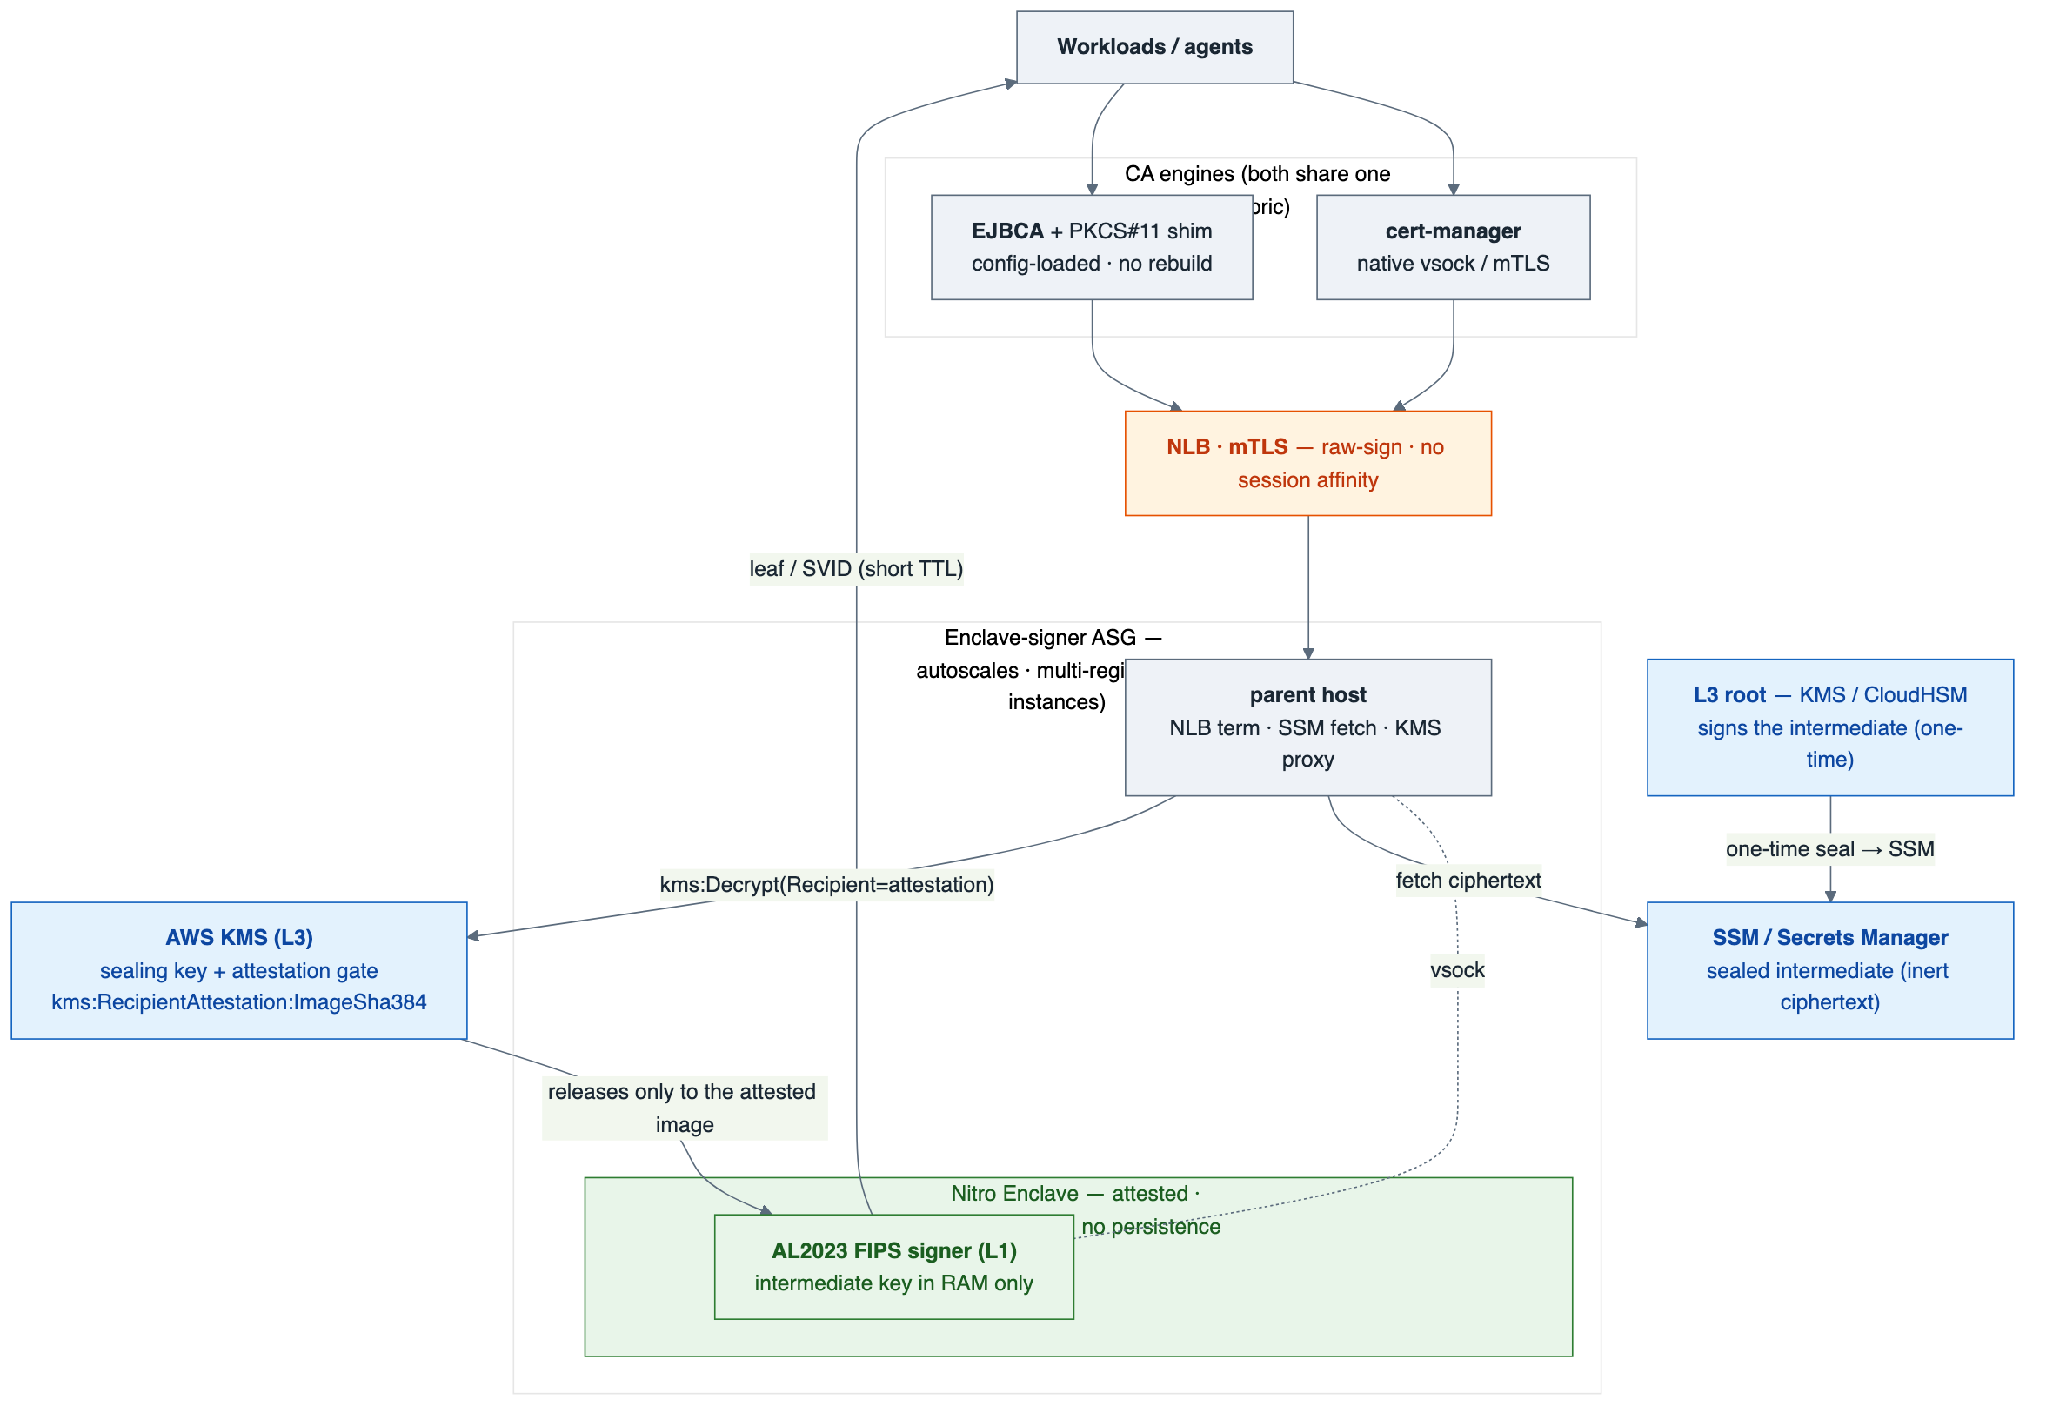 Workloads / agents
CA engines (both share one
EJBCA + PKCS#11 shim
config-loaded · no rebuild
cert-manager
native vsock / mTLS
NLB · mTLS — raw-sign · no
session affinity
leaf / SVID (short TTL)
Enclave-signer ASG —
autoscales · multi-regi
instances)
parent host
NLB term · SSM fetch · KMS
proxy
L3 root — KMS / CloudHSM
signs the intermediate (one-
time)
one-time seal → SSM
kms:Decrypt(Recipient=attestation)
fetch ciphertext
AWS KMS (L3)
sealing key + attestation gate
kms:RecipientAttestation:ImageSha384
SSM / Secrets Manager
sealed intermediate (inert
ciphertext)
vsock
releases only to the attested
image
Nitro Enclave — attested ·
no persistence
AL2023 FIPS signer (L1)
intermediate key in RAM only